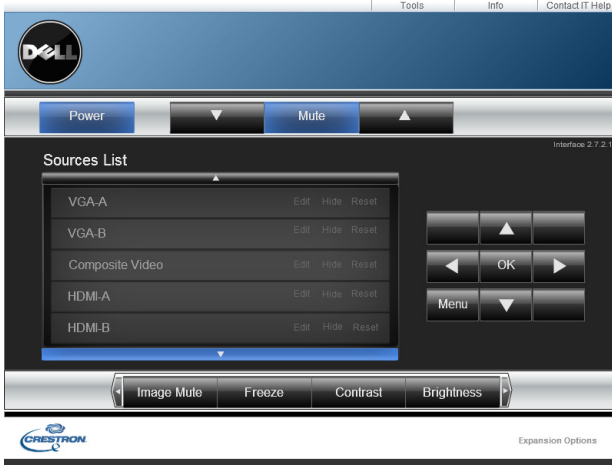 Tools Info Contact IT Help
DELL
Power Mute
Interface 2.7.2.1
Sources List
VGA-A Edit Hide Reset
VGA-B Edit Hide Reset
Composite Video Edit Hide Reset
HDMI-A Edit Hide Reset
HDMI-B Edit Hide Reset
OK
Menu
Image Mute Freeze Contrast Brightness
CRESTRON
Expansion Options